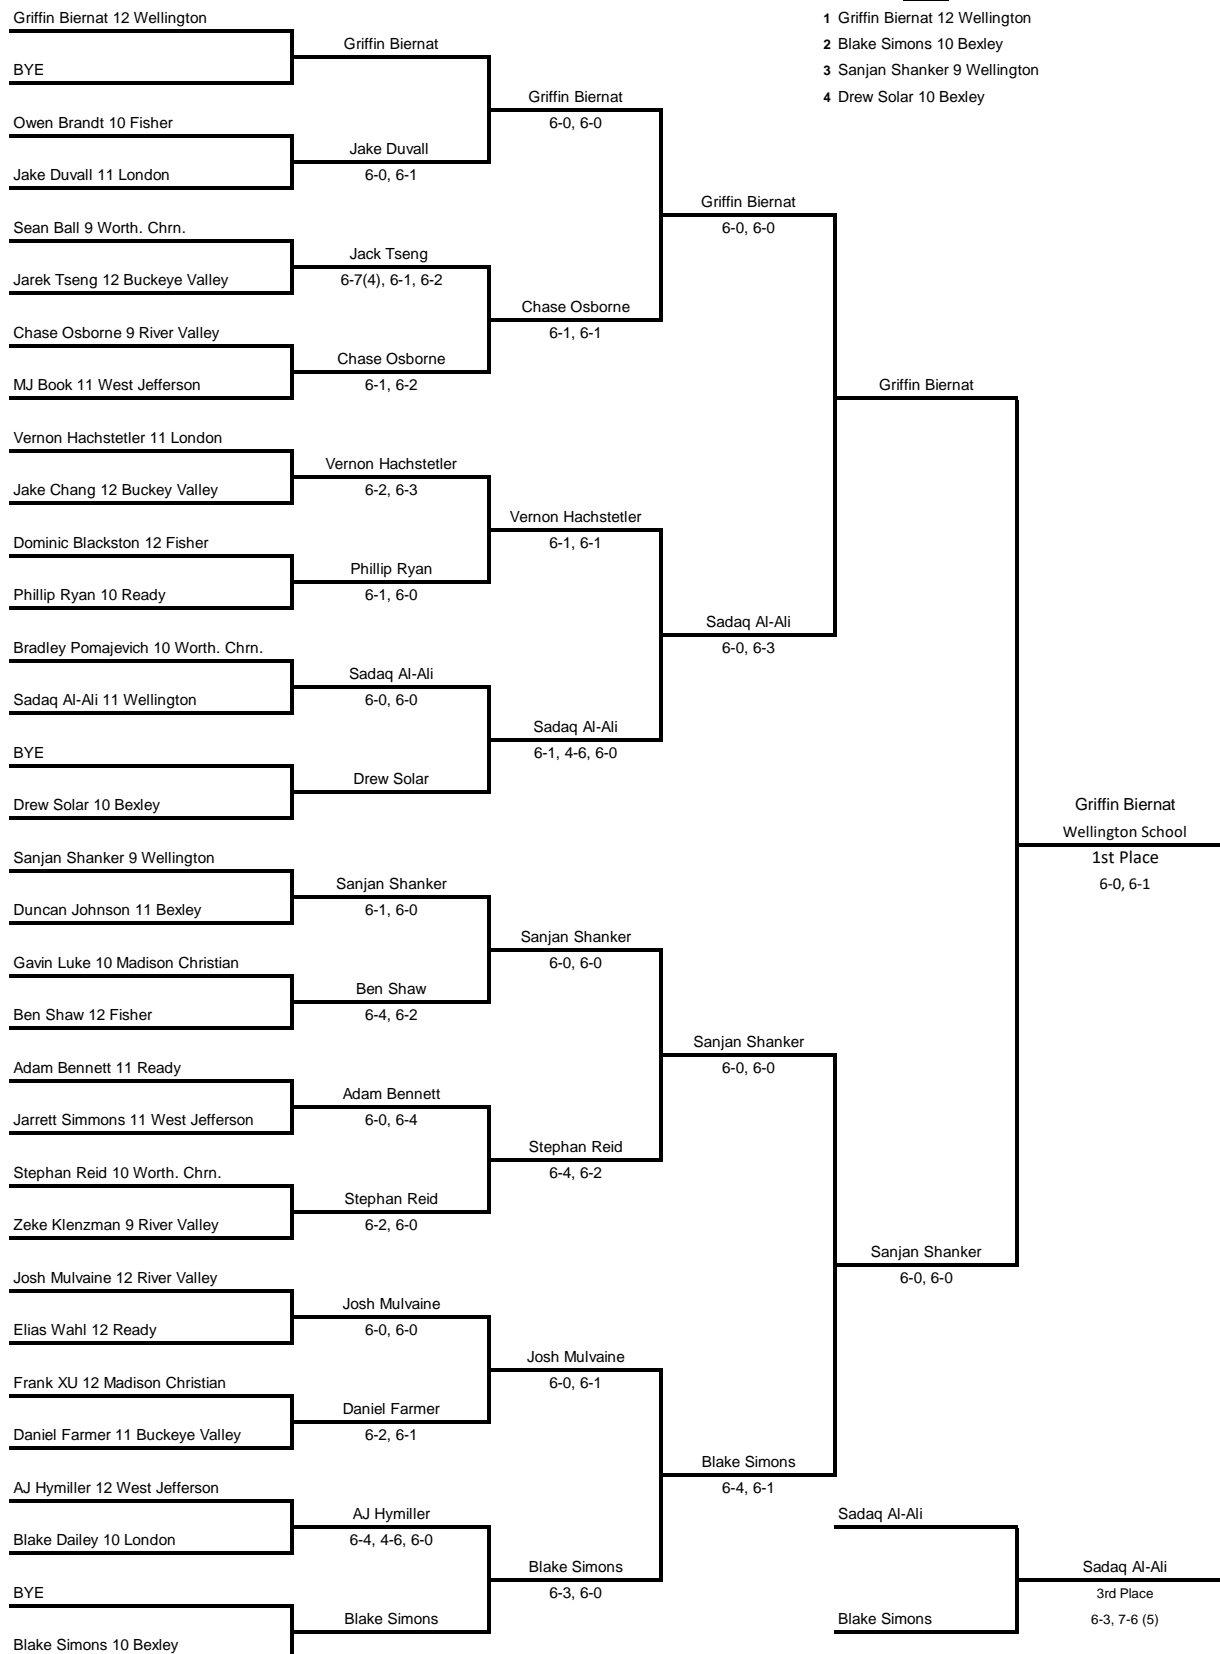 Griffin Biernat 12 Wellington
BYE
Owen Brandt 10 Fisher
Jake Duvall 11 London
Sean Ball 9 Worth. Chrn.
Jarek Tseng 12 Buckeye Valley
Chase Osborne 9 River Valley
MJ Book 11 West Jefferson
Vernon Hachstetler 11 London
Jake Chang 12 Buckey Valley
Dominic Blackston 12 Fisher
Phillip Ryan 10 Ready
Bradley Pomajevich 10 Worth. Chrn.
Sadaq Al-Ali 11 Wellington
BYE
Drew Solar 10 Bexley
Sanjan Shanker 9 Wellington
Duncan Johnson 11 Bexley
Gavin Luke 10 Madison Christian
Ben Shaw 12 Fisher
Adam Bennett 11 Ready
Jarrett Simmons 11 West Jefferson
Stephan Reid 10 Worth. Chrn.
Zeke Klenzman 9 River Valley
Josh Mulvaine 12 River Valley
Elias Wahl 12 Ready
Frank XU 12 Madison Christian
Daniel Farmer 11 Buckeye Valley
AJ Hymiller 12 West Jefferson
Blake Dailey 10 London
BYE
Blake Simons 10 Bexley
Griffin Biernat
Jake Duvall
6-0, 6-1
Jack Tseng
6-7(4), 6-1, 6-2
Chase Osborne
6-1, 6-2
Vernon Hachstetler
6-2, 6-3
Phillip Ryan
6-1, 6-0
Sadaq Al-Ali
6-0, 6-0
Drew Solar
Sanjan Shanker
6-1, 6-0
Ben Shaw
6-4, 6-2
Adam Bennett
6-0, 6-4
Stephan Reid
6-2, 6-0
Josh Mulvaine
6-0, 6-0
Daniel Farmer
6-2, 6-1
AJ Hymiller
6-4, 4-6, 6-0
Blake Simons
Griffin Biernat
6-0, 6-0
Chase Osborne
6-1, 6-1
Vernon Hachstetler
6-1, 6-1
Sadaq Al-Ali
6-1, 4-6, 6-0
Sanjan Shanker
6-0, 6-0
Stephan Reid
6-4, 6-2
Josh Mulvaine
6-0, 6-1
Blake Simons
6-3, 6-0
Griffin Biernat
6-0, 6-0
Sadaq Al-Ali
6-0, 6-3
Sanjan Shanker
6-0, 6-0
Blake Simons
6-4, 6-1
1 Griffin Biernat 12 Wellington
2 Blake Simons 10 Bexley
3 Sanjan Shanker 9 Wellington
4 Drew Solar 10 Bexley
Griffin Biernat
Sanjan Shanker
6-0, 6-0
Griffin Biernat
Wellington School
1st Place
6-0, 6-1
Sadaq Al-Ali
Blake Simons
Sadaq Al-Ali
3rd Place
6-3, 7-6 (5)